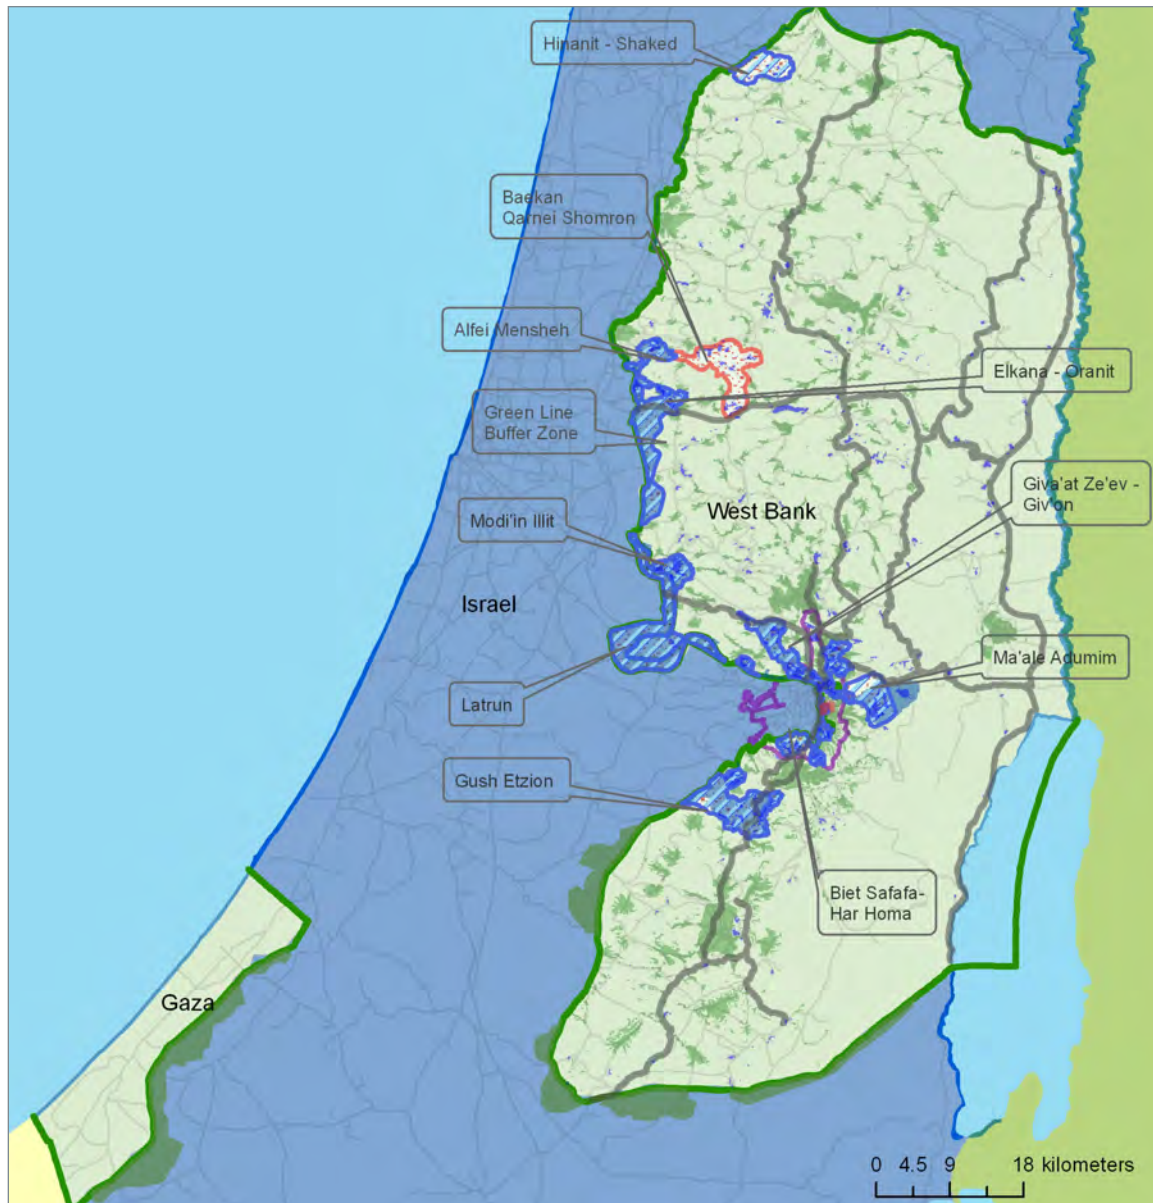 Hinanit - Shaked
Baekan
Qarnei Shomron
Alfei Mensheh
Elkana - Oranit
Green Line
Buffer Zone
Giva'at Ze'ev -
Giv'on
Modi'in Illit
West Bank
Israel
Ma'ale Adumim
Latrun
Gush Etzion
Biet Safafa-
Har Homa
Gaza
0 4.5 9 18 kilometers